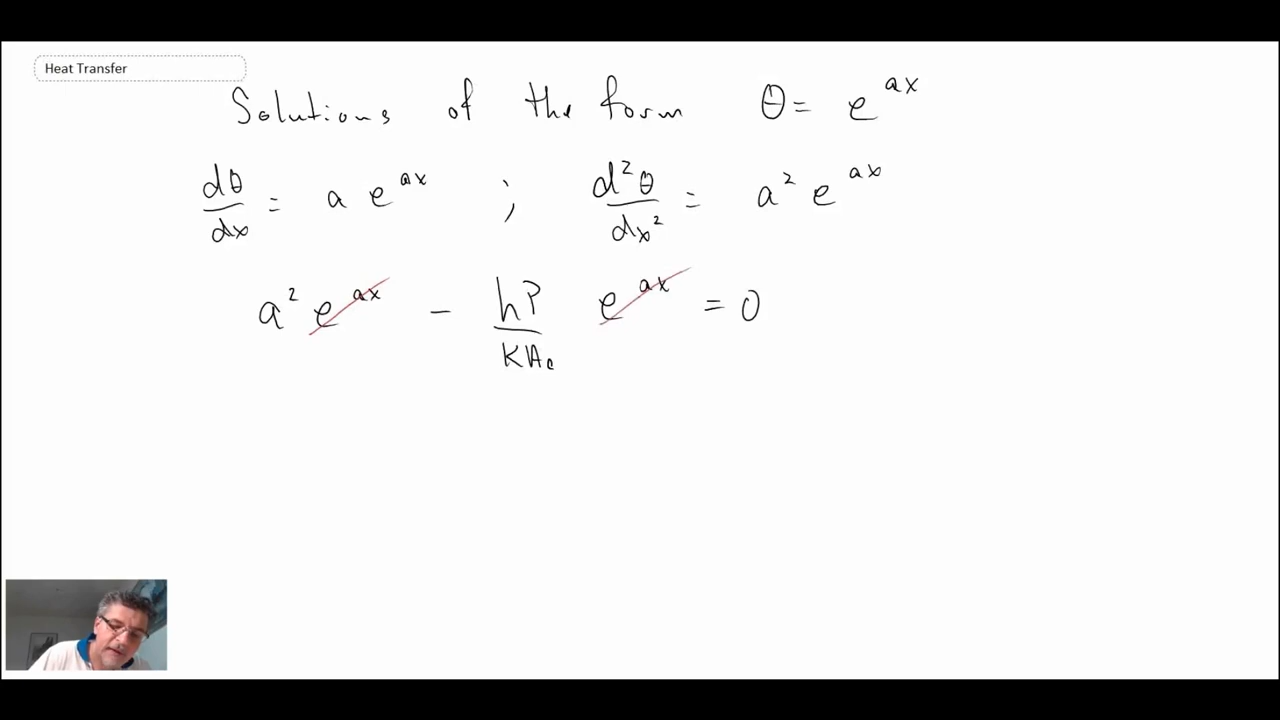 Heat Transfer
Solutions of the form θ = e^{ax}
dθ/dx = a e^{ax} ; d²θ/dx² = a² e^{ax}
a² e^{ax} - hP/KAc e^{ax} = 0